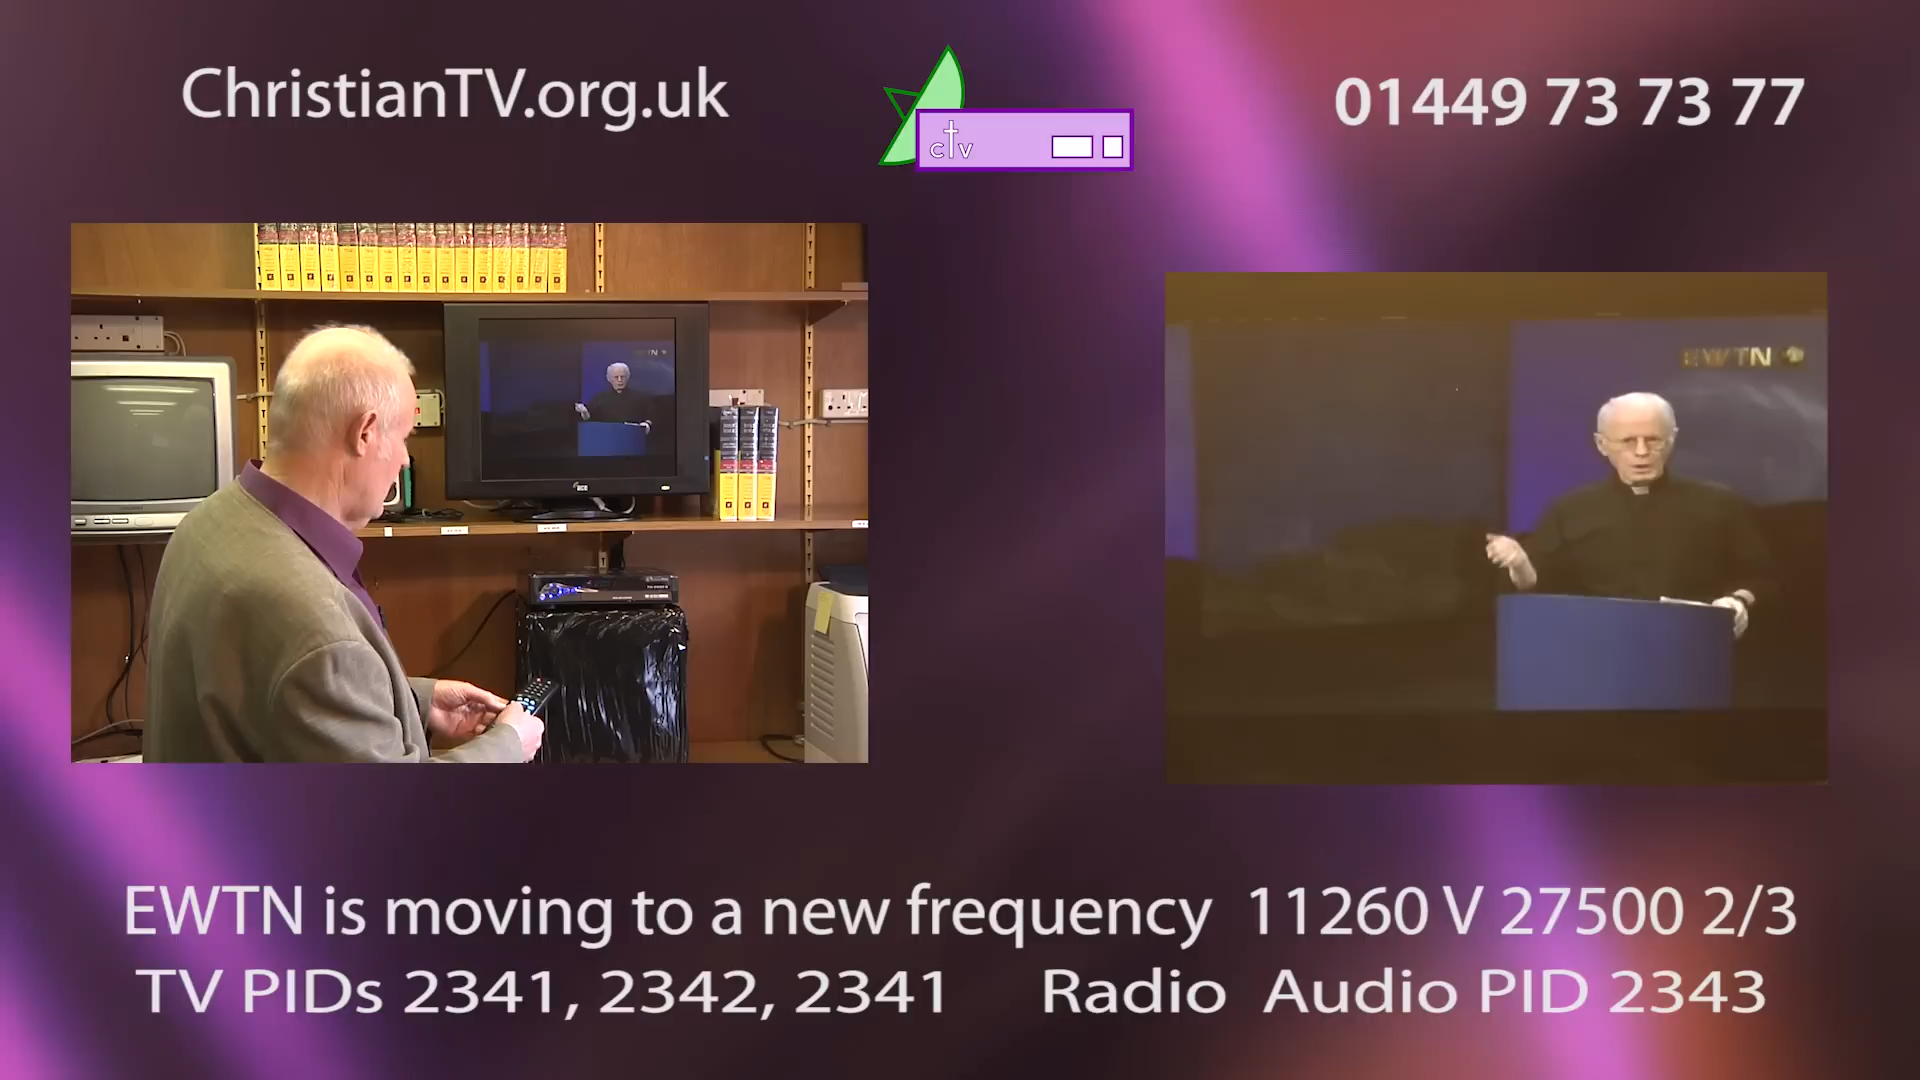 ChristianTV.org.uk
ctv
01449 73 73 77
EWTN
EWTN
EWTN is moving to a new frequency 11260 V 27500 2/3
TV PIDs 2341, 2342, 2341 Radio Audio PID 2343